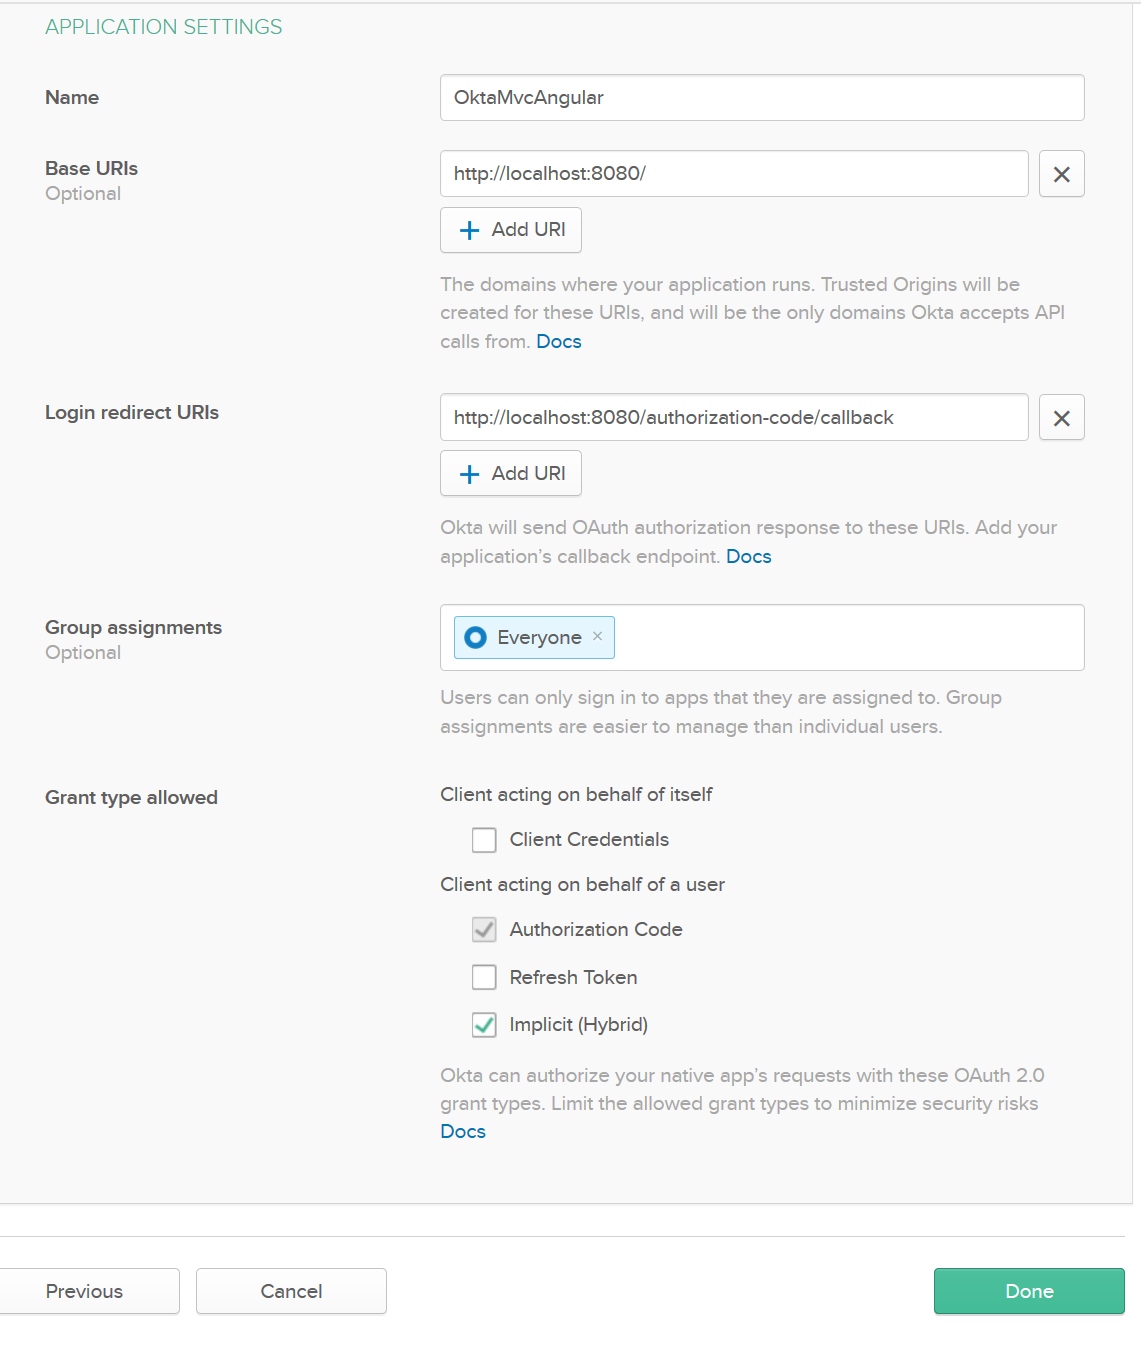 APPLICATION SETTINGS
Name
OktaMvcAngular
Base URIs
Optional
http://localhost:8080/
+ Add URI
The domains where your application runs. Trusted Origins will be
created for these URIs, and will be the only domains Okta accepts API
calls from. Docs
Login redirect URIs
http://localhost:8080/authorization-code/callback
+ Add URI
Okta will send OAuth authorization response to these URIs. Add your
application’s callback endpoint. Docs
Group assignments
Optional
Everyone ×
Users can only sign in to apps that they are assigned to. Group
assignments are easier to manage than individual users.
Grant type allowed
Client acting on behalf of itself
Client Credentials
Client acting on behalf of a user
Authorization Code
Refresh Token
Implicit (Hybrid)
Okta can authorize your native app’s requests with these OAuth 2.0
grant types. Limit the allowed grant types to minimize security risks
Docs
Previous
Cancel
Done